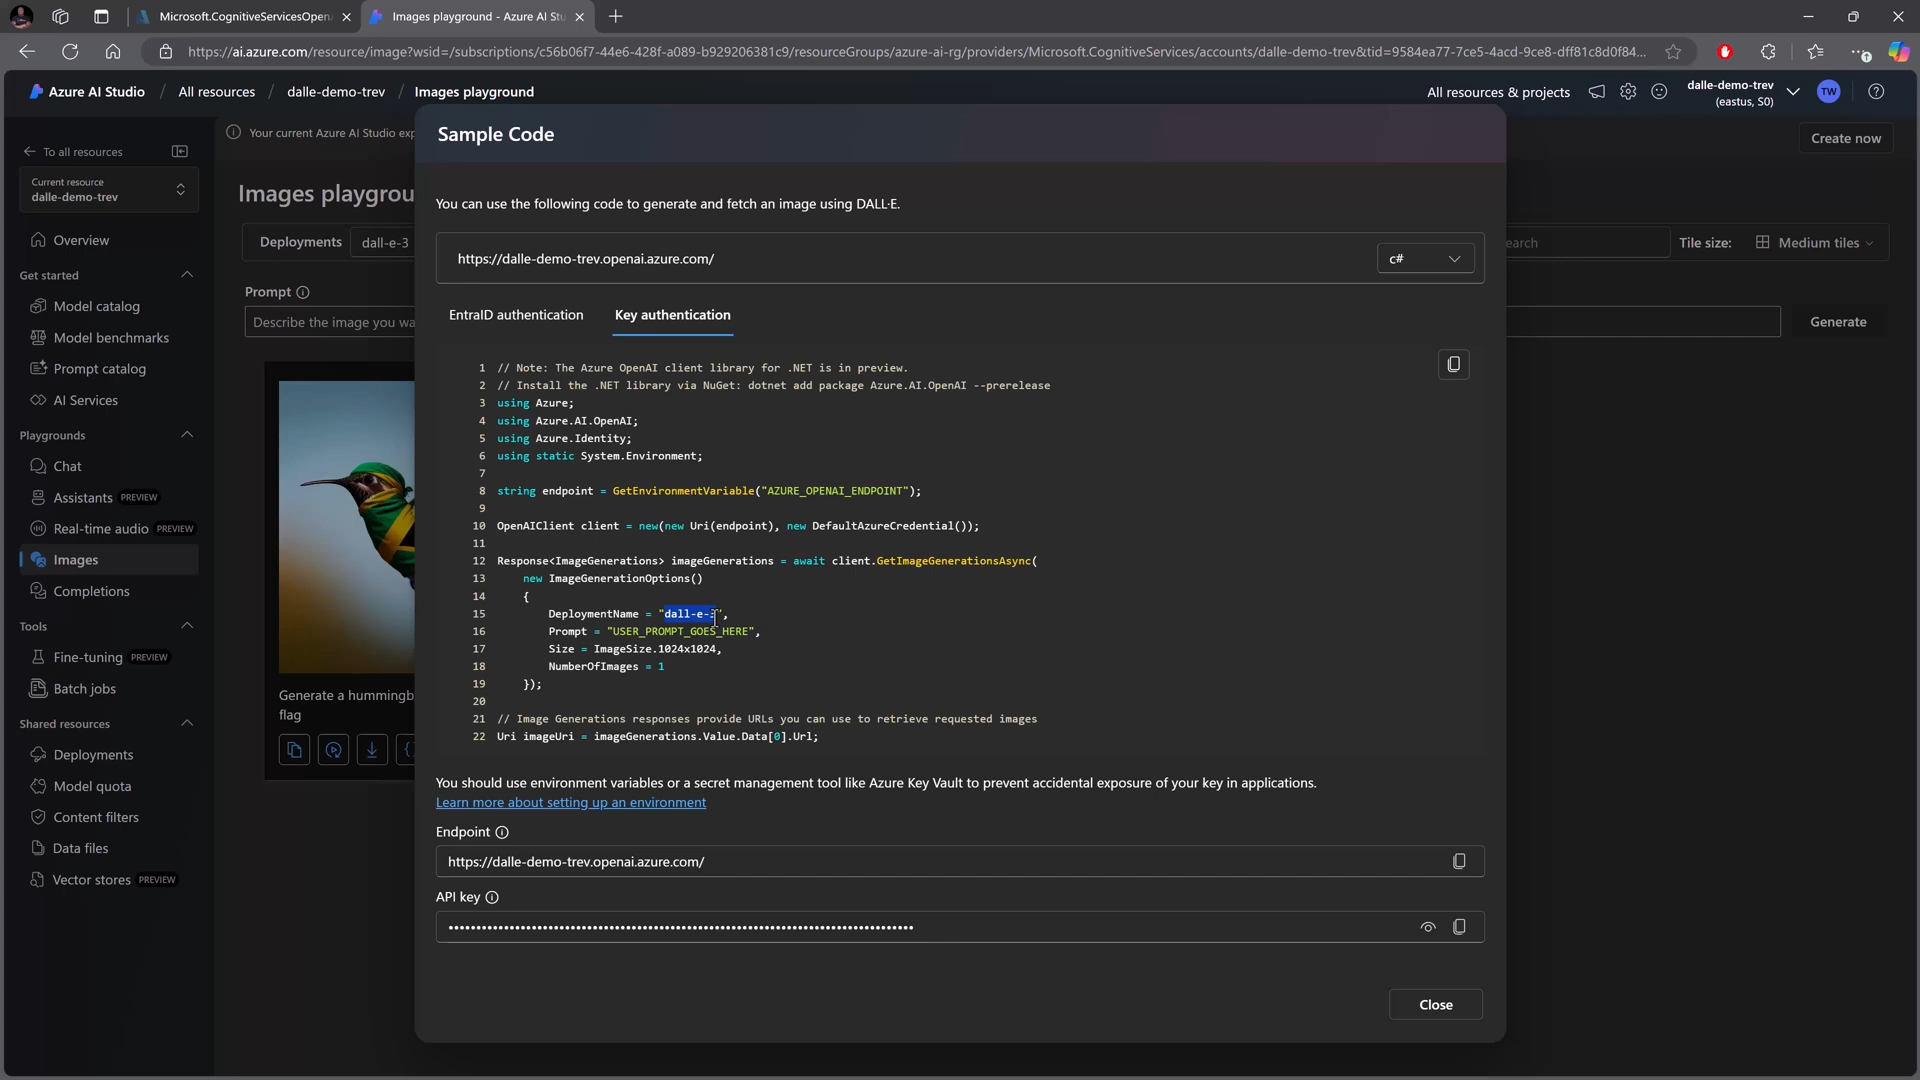 Microsoft.CognitiveServicesOpen
Images playground - Azure AI Stu
https://ai.azure.com/resource/image?wsid=/subscriptions/c56b06f7-44e6-428f-a089-b929206381c9/resourceGroups/azure-ai-rg/providers/Microsoft.CognitiveServices/accounts/dalle-demo-trev&tid=9584ea77-7ce5-4acd-9ce8-dff81c8d0f84...
Azure AI Studio / All resources / dalle-demo-trev / Images playground
All resources & projects
dalle-demo-trev
(eastus, S0)
TW
Your current Azure AI Studio exp
Create now
To all resources
Current resource
dalle-demo-trev
Overview
Get started
Model catalog
Model benchmarks
Prompt catalog
AI Services
Playgrounds
Chat
Assistants PREVIEW
Real-time audio PREVIEW
Images
Completions
Tools
Fine-tuning PREVIEW
Batch jobs
Shared resources
Deployments
Model quota
Content filters
Data files
Vector stores PREVIEW
Images playgrou
Deployments dall-e-3
earch
Tile size: Medium tiles
Prompt
Describe the image you wa
Generate
Generate a hummingb
flag
Sample Code
You can use the following code to generate and fetch an image using DALL·E.
https://dalle-demo-trev.openai.azure.com/
c#
EntraID authentication
Key authentication
1 // Note: The Azure OpenAI client library for .NET is in preview.
2 // Install the .NET library via NuGet: dotnet add package Azure.AI.OpenAI --prerelease
3 using Azure;
4 using Azure.AI.OpenAI;
5 using Azure.Identity;
6 using static System.Environment;
7
8 string endpoint = GetEnvironmentVariable("AZURE_OPENAI_ENDPOINT");
9
10 OpenAIClient client = new(new Uri(endpoint), new DefaultAzureCredential());
11
12 Response<ImageGenerations> imageGenerations = await client.GetImageGenerationsAsync(
13 new ImageGenerationOptions()
14 {
15 DeploymentName = "dall-e-3",
16 Prompt = "USER_PROMPT_GOES_HERE",
17 Size = ImageSize.1024x1024,
18 NumberOfImages = 1
19 });
20
21 // Image Generations responses provide URLs you can use to retrieve requested images
22 Uri imageUri = imageGenerations.Value.Data[0].Url;
You should use environment variables or a secret management tool like Azure Key Vault to prevent accidental exposure of your key in applications.
Learn more about setting up an environment
Endpoint
https://dalle-demo-trev.openai.azure.com/
API key
••••••••••••••••••••••••••••••••••••••••••••••••••••••••••••••••••••••••••••••••••••
Close